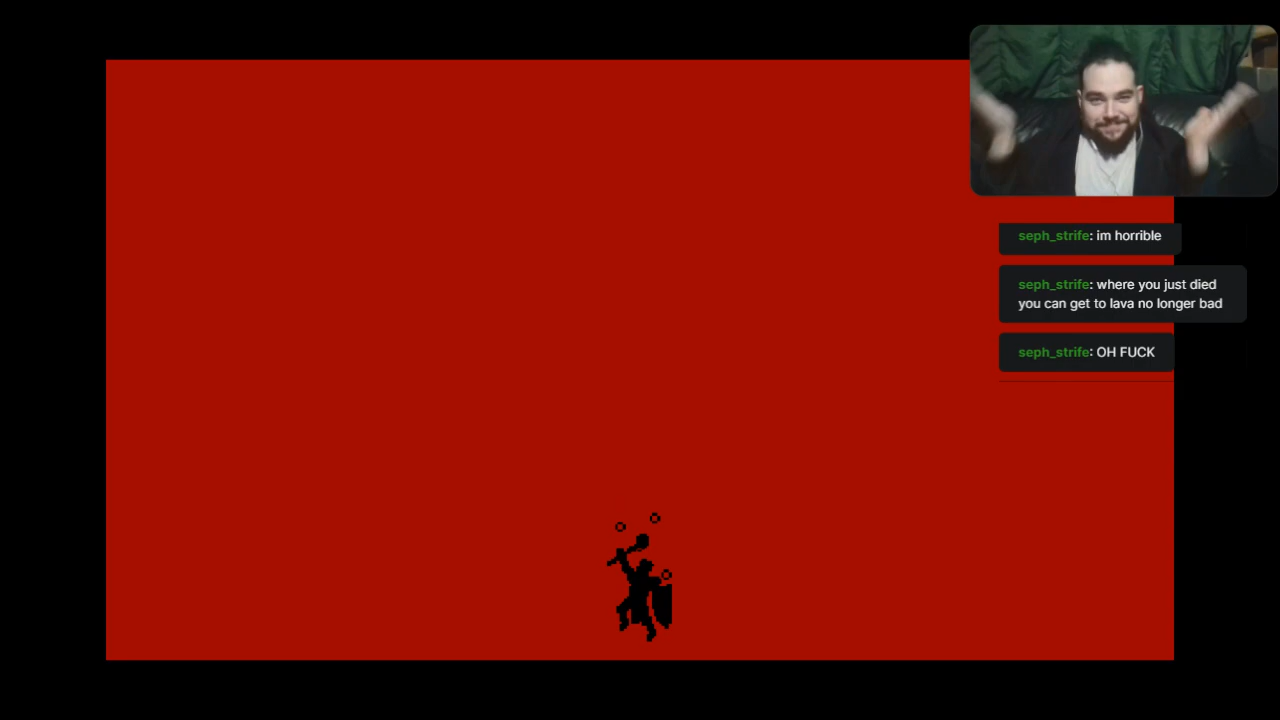 seph_strife: im horrible
seph_strife: where you just died
you can get to lava no longer bad
seph_strife: OH FUCK